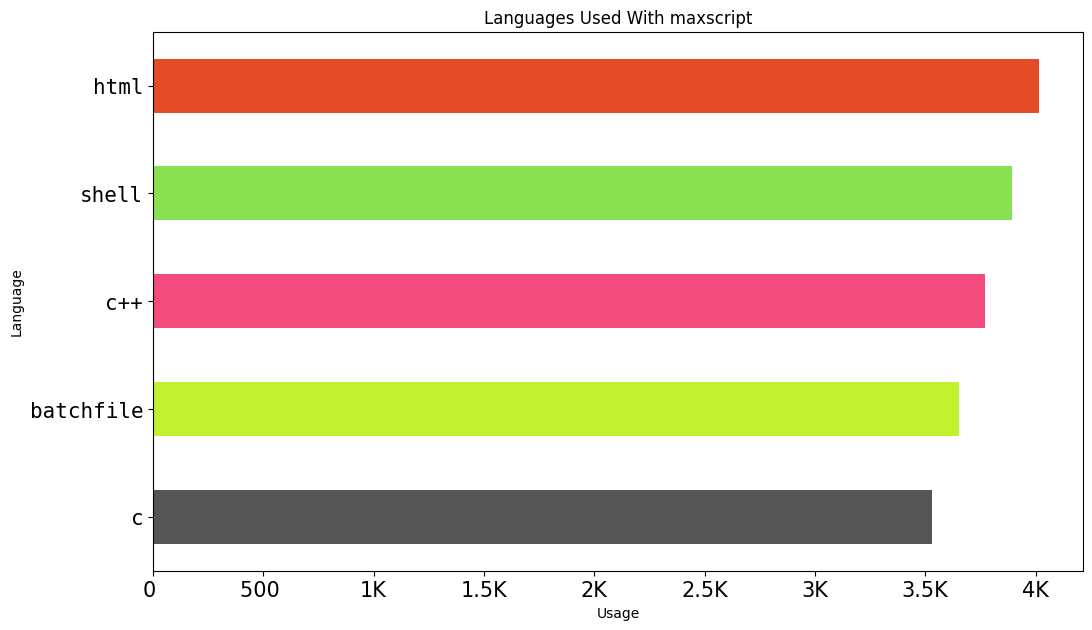 Languages Used With maxscript
html
shell
c++
batchfile
c
Language
0 500 1K 1.5K 2K 2.5K 3K 3.5K 4K
Usage